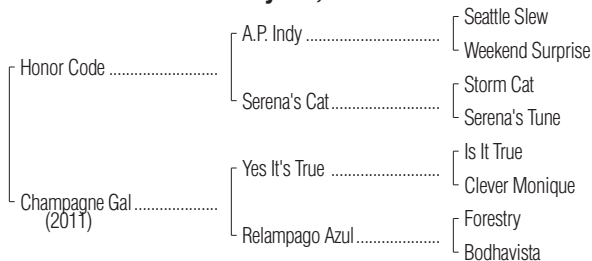 Seattle Slew
A.P. Indy ..............................
Weekend Surprise
Honor Code ........................
Storm Cat
Serena's Cat........................
Serena's Tune
Is It True
Yes It's True ........................
Clever Monique
Champagne Gal ..................
(2011)
Forestry
Relampago Azul..................
Bodhavista